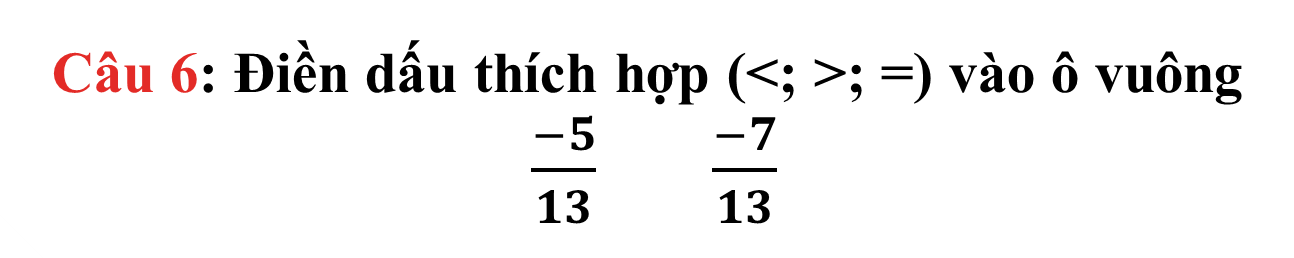 Câu 6: Điền dấu thích hợp (<; >; =) vào ô vuông
−5/13 −7/13